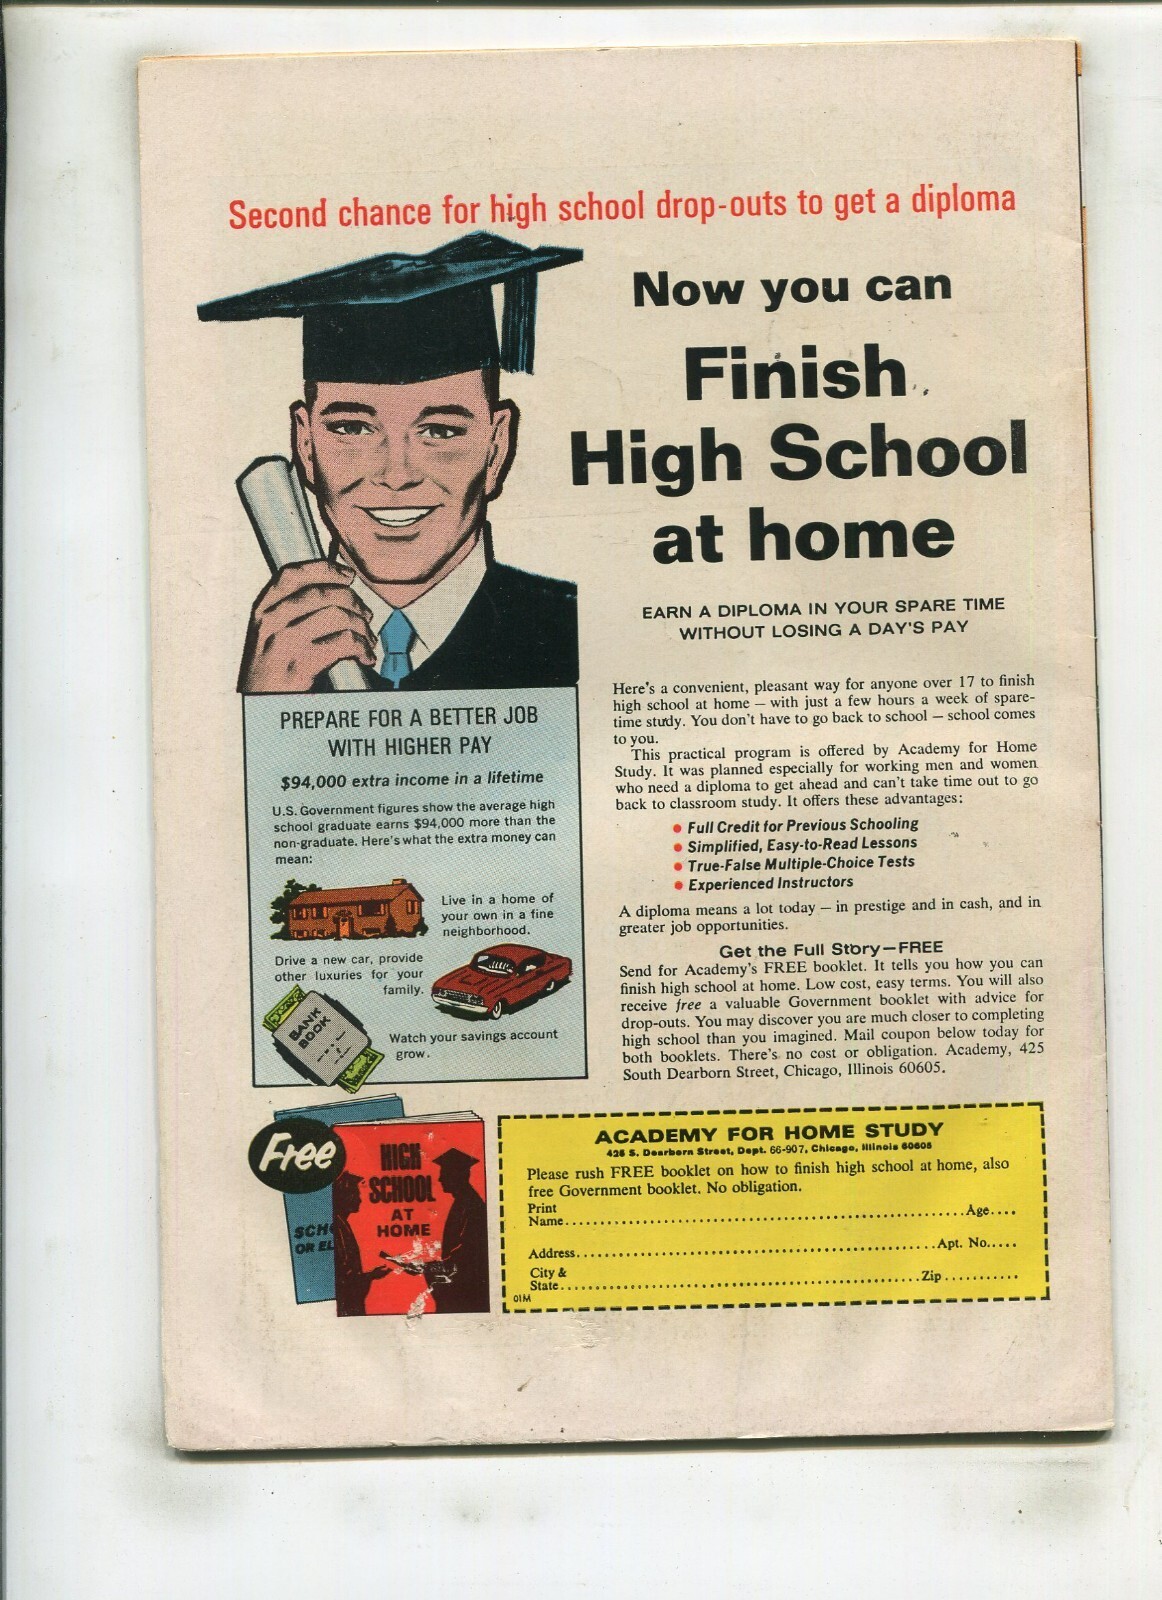 Second chance for high school drop-outs to get a diploma
Now you can
Finish
High School
at home
EARN A DIPLOMA IN YOUR SPARE TIME
WITHOUT LOSING A DAY'S PAY
Here's a convenient, pleasant way for anyone over 17 to finish
high school at home — with just a few hours a week of spare-
time study. You don't have to go back to school — school comes
to you.
This practical program is offered by Academy for Home
Study. It was planned especially for working men and women
who need a diploma to get ahead and can't take time out to go
back to classroom study. It offers these advantages:
• Full Credit for Previous Schooling
• Simplified, Easy-to-Read Lessons
• True-False Multiple-Choice Tests
• Experienced Instructors
A diploma means a lot today — in prestige and in cash, and in
greater job opportunities.
Get the Full Story—FREE
Send for Academy's FREE booklet. It tells you how you can
finish high school at home. Low cost, easy terms. You will also
receive free a valuable Government booklet with advice for
drop-outs. You may discover you are much closer to completing
high school than you imagined. Mail coupon below today for
both booklets. There's no cost or obligation. Academy, 425
South Dearborn Street, Chicago, Illinois 60605.
PREPARE FOR A BETTER JOB
WITH HIGHER PAY
$94,000 extra income in a lifetime
U.S. Government figures show the average high
school graduate earns $94,000 more than the
non-graduate. Here's what the extra money can
mean:
Live in a home of
your own in a fine
neighborhood.
Drive a new car, provide
other luxuries for your
family.
BANK
BOOK
Watch your savings account
grow.
Free
SCH
OR EL
HIGH
SCHOOL
AT
HOME
ACADEMY FOR HOME STUDY
425 S. Dearborn Street, Dept. 66-907, Chicago, Illinois 60605
Please rush FREE booklet on how to finish high school at home, also
free Government booklet. No obligation.
Print
Name..........Age....
Address..........Apt. No.....
City &
State..........Zip..........
01M